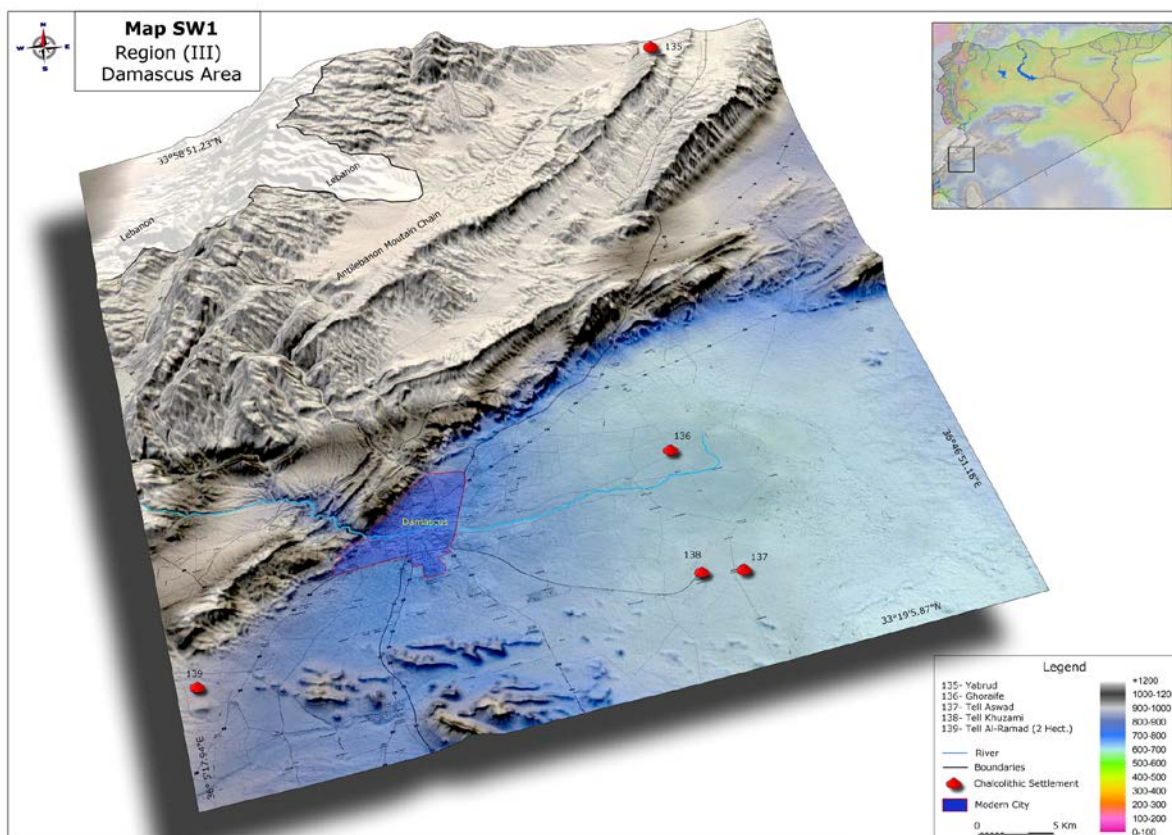 N
W E
S
Map SW1
Region (III)
Damascus Area
135
33°58'51.23"N
Lebanon
Lebanon
Antilebanon Moutain Chain
136
36°46'51.18"E
Damascus
138
137
33°19'5.87"N
139
36° 5'17.94"E
Legend
135- Yabrud
136- Ghoraife
137- Tell Aswad
138- Tell Khuzami
139- Tell Al-Ramad (2 Hect.)
River
Boundaries
Chalcolithic Settlement
Modern City
0 5 Km
+1200
1000-120
900-1000
800-900
700-800
600-700
500-600
400-500
300-400
200-300
100-200
0-100